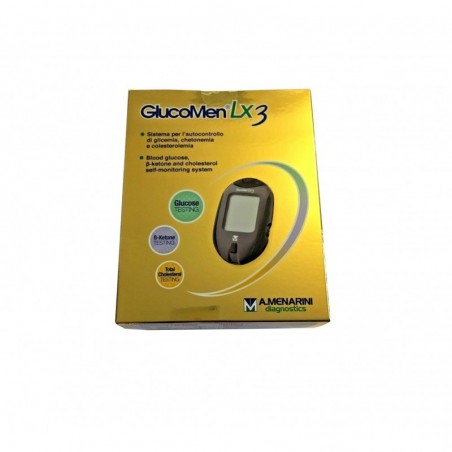 GlucoMen® LX3
Sistema per l'autocontrollo
di glicemia, chetonemia
e colesterolemia
Blood glucose,
β-ketone and cholesterol
self-monitoring system
Glucose
TESTING
ß-Ketone
TESTING
Total
Cholesterol
TESTING
A.MENARINI
diagnostics